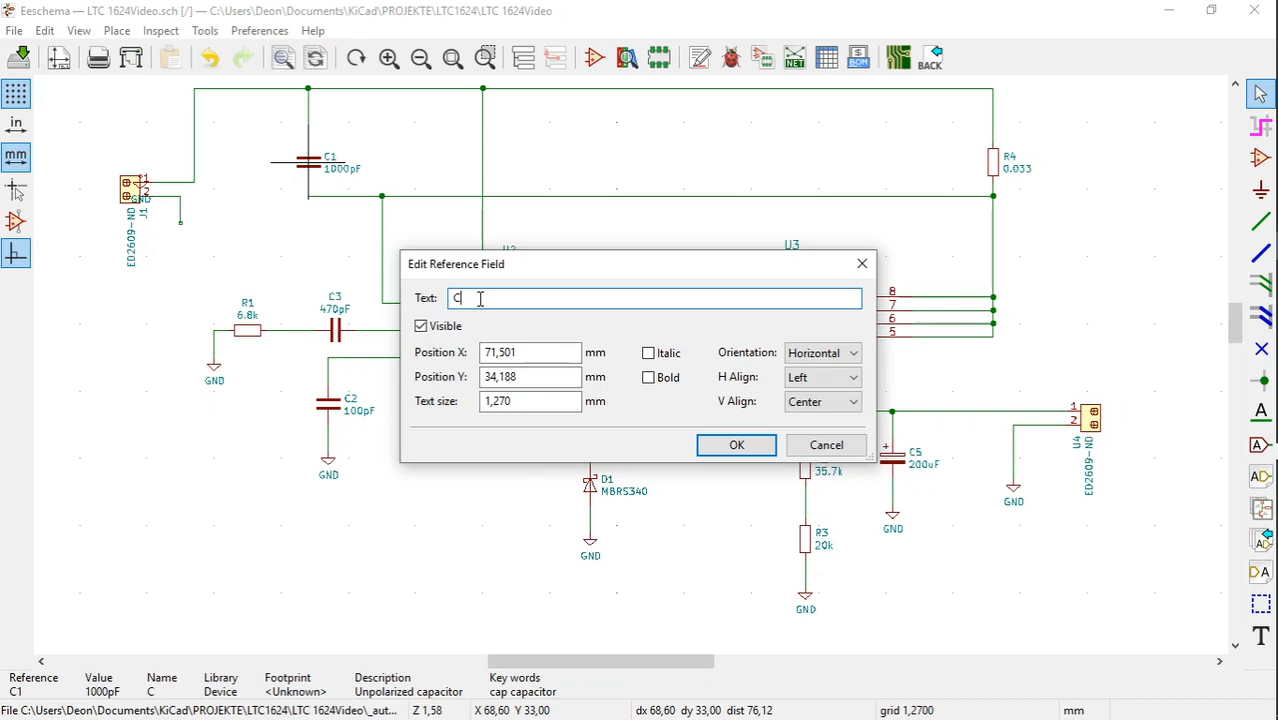 Eeschema — LTC 1624Video.sch [/] — C:\Users\Deon\Documents\KiCad\PROJEKTE\LTC1624\LTC 1624Video
File Edit View Place Inspect Tools Preferences Help
NET
BOM
BACK
in
mm
1
2
GND
J1
ED2609-ND
C1
1000pF
R4
0.033
U3
8
7
6
5
R1
6.8k
C3
470pF
GND
C2
100pF
GND
Edit Reference Field
Text: C
Visible
Position X: 71,501 mm
Italic
Orientation: Horizontal
Position Y: 34,188 mm
Bold
H Align: Left
Text size: 1,270 mm
V Align: Center
OK
Cancel
1
2
U4
ED2609-ND
GND
+
C5
200uF
GND
35.7k
R3
20k
GND
D1
MBRS340
GND
A
A
A
A
D A
T
Reference Value Name Library Footprint Description Key words
C1 1000pF C Device <Unknown> Unpolarized capacitor cap capacitor
File C:\Users\Deon\Documents\KiCad\PROJEKTE\LTC1624\LTC 1624Video\_aut... Z 1,58 X 68,60 Y 33,00 dx 68,60 dy 33,00 dist 76,12 grid 1,2700 mm